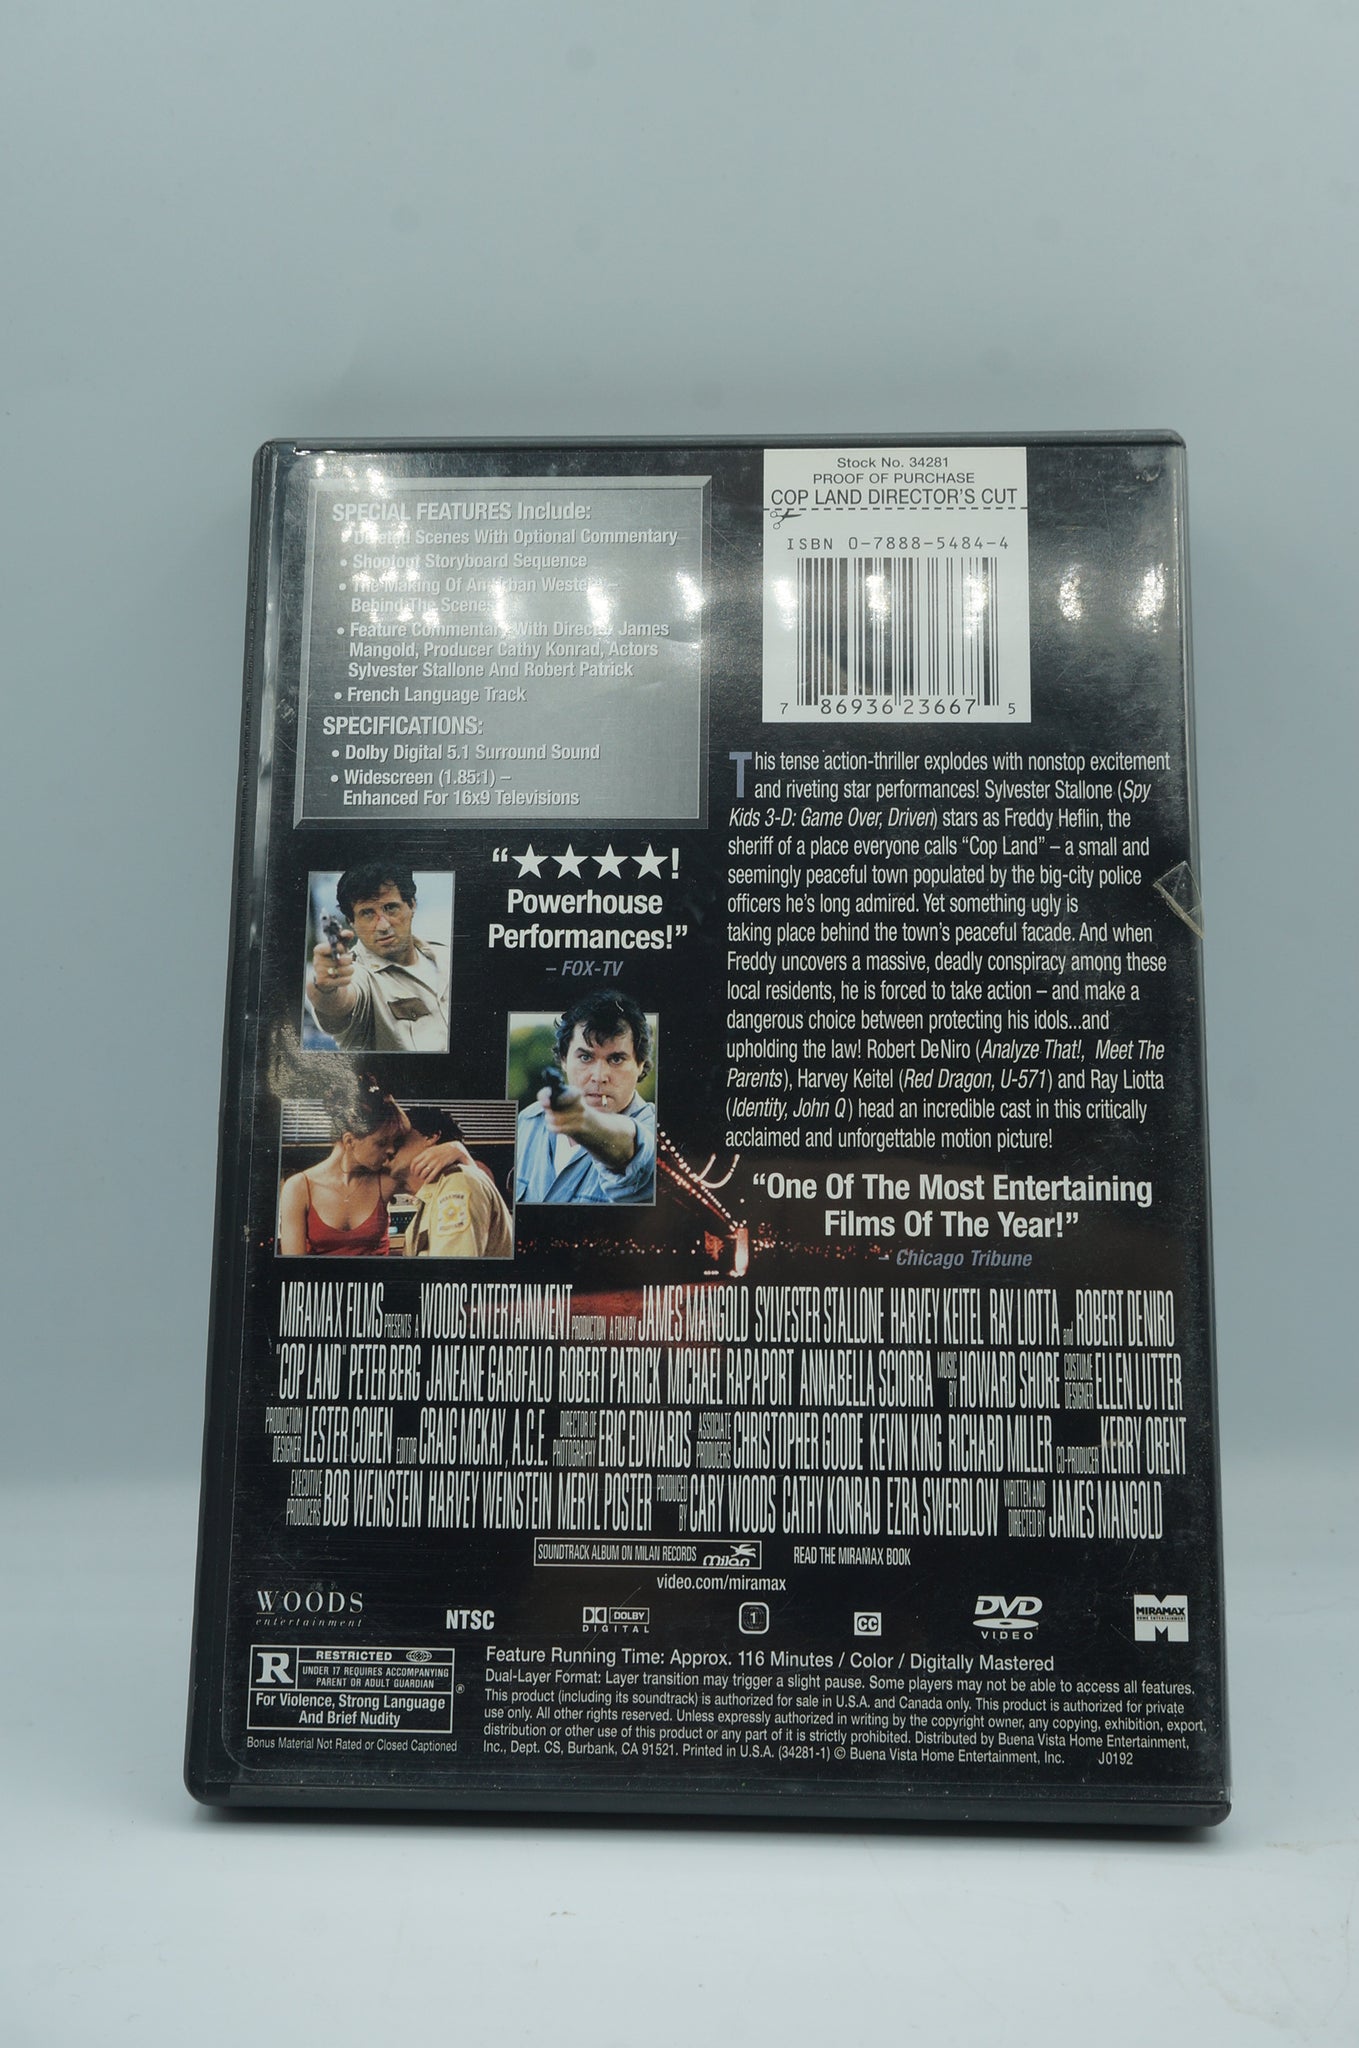 SPECIAL FEATURES Include:
• Deleted Scenes With Optional Commentary
• Shootout Storyboard Sequence
• The Making Of An Urban Western –
Behind The Scenes
• Feature Commentary With Director James
Mangold, Producer Cathy Konrad, Actors
Sylvester Stallone And Robert Patrick
• French Language Track
SPECIFICATIONS:
• Dolby Digital 5.1 Surround Sound
• Widescreen (1.85:1) –
Enhanced For 16x9 Televisions
Stock No. 34281
PROOF OF PURCHASE
COP LAND DIRECTOR'S CUT
ISBN 0-7888-5484-4
7 86936 23667 5
This tense action-thriller explodes with nonstop excitement
and riveting star performances! Sylvester Stallone (Spy
Kids 3-D: Game Over, Driven) stars as Freddy Heflin, the
sheriff of a place everyone calls “Cop Land” – a small and
seemingly peaceful town populated by the big-city police
officers he's long admired. Yet something ugly is
taking place behind the town's peaceful facade. And when
Freddy uncovers a massive, deadly conspiracy among these
local residents, he is forced to take action – and make a
dangerous choice between protecting his idols...and
upholding the law! Robert DeNiro (Analyze That!, Meet The
Parents), Harvey Keitel (Red Dragon, U-571) and Ray Liotta
(Identity, John Q) head an incredible cast in this critically
acclaimed and unforgettable motion picture!
“★★★★!
Powerhouse
Performances!”
– FOX-TV
“One Of The Most Entertaining
Films Of The Year!”
– Chicago Tribune
MIRAMAX FILMS PRESENTS A WOODS ENTERTAINMENT PRODUCTION A FILM BY JAMES MANGOLD SYLVESTER STALLONE HARVEY KEITEL RAY LIOTTA and ROBERT DENIRO
"COP LAND" PETER BERG JANEANE GAROFALO ROBERT PATRICK MICHAEL RAPAPORT ANNABELLA SCIORRA MUSIC BY HOWARD SHORE COSTUME DESIGNER ELLEN LUTTER
PRODUCTION DESIGNER LESTER COHEN EDITOR CRAIG MCKAY, A.C.E. DIRECTOR OF PHOTOGRAPHY ERIC EDWARDS ASSOCIATE PRODUCERS CHRISTOPHER GOODE KEVIN KING RICHARD MILLER CO-PRODUCER KERRY ORENT
EXECUTIVE PRODUCERS BOB WEINSTEIN HARVEY WEINSTEIN MERYL POSTER PRODUCED BY CARY WOODS CATHY KONRAD EZRA SWERDLOW WRITTEN AND DIRECTED BY JAMES MANGOLD
SOUNDTRACK ALBUM ON MILAN RECORDS milan READ THE MIRAMAX BOOK
video.com/miramax
WOODS
entertainment
NTSC
DOLBY
DIGITAL
1
CC
DVD
VIDEO
MIRAMAX
HOME ENTERTAINMENT
R RESTRICTED
UNDER 17 REQUIRES ACCOMPANYING
PARENT OR ADULT GUARDIAN ®
For Violence, Strong Language
And Brief Nudity
Bonus Material Not Rated or Closed Captioned
Feature Running Time: Approx. 116 Minutes / Color / Digitally Mastered
Dual-Layer Format: Layer transition may trigger a slight pause. Some players may not be able to access all features.
This product (including its soundtrack) is authorized for sale in U.S.A. and Canada only. This product is authorized for private
use only. All other rights reserved. Unless expressly authorized in writing by the copyright owner, any copying, exhibition, export,
distribution or other use of this product or any part of it is strictly prohibited. Distributed by Buena Vista Home Entertainment,
Inc., Dept. CS, Burbank, CA 91521. Printed in U.S.A. (34281-1) © Buena Vista Home Entertainment, Inc. J0192